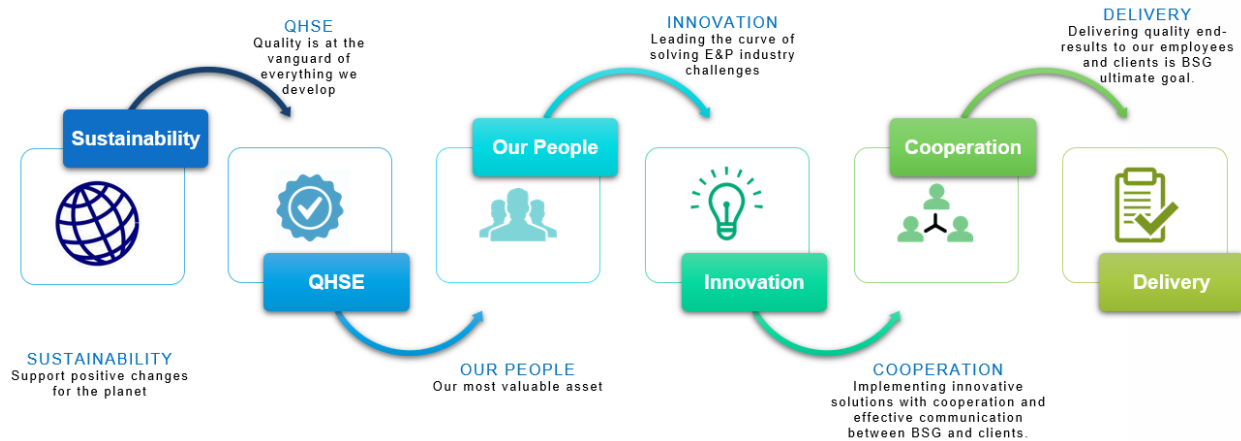 QHSE
Quality is at the
vanguard of
everything we
develop
INNOVATION
Leading the curve of
solving E&P industry
challenges
DELIVERY
Delivering quality end-
results to our employees
and clients is BSG
ultimate goal.
Sustainability
Our People
Cooperation
QHSE
Innovation
Delivery
SUSTAINABILITY
Support positive changes
for the planet
OUR PEOPLE
Our most valuable asset
COOPERATION
Implementing innovative
solutions with cooperation and
effective communication
between BSG and clients.